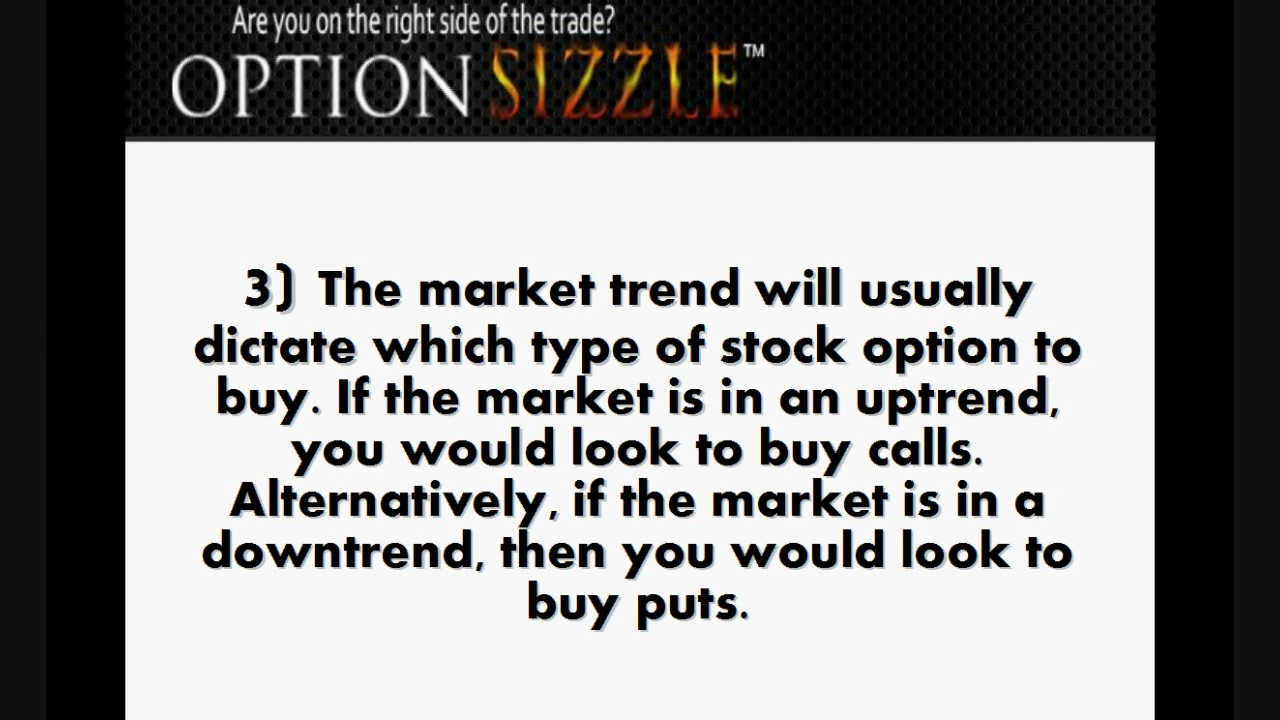 Are you on the right side of the trade?
OPTION SIZZLE™
3) The market trend will usually
dictate which type of stock option to
buy. If the market is in an uptrend,
you would look to buy calls.
Alternatively, if the market is in a
downtrend, then you would look to
buy puts.